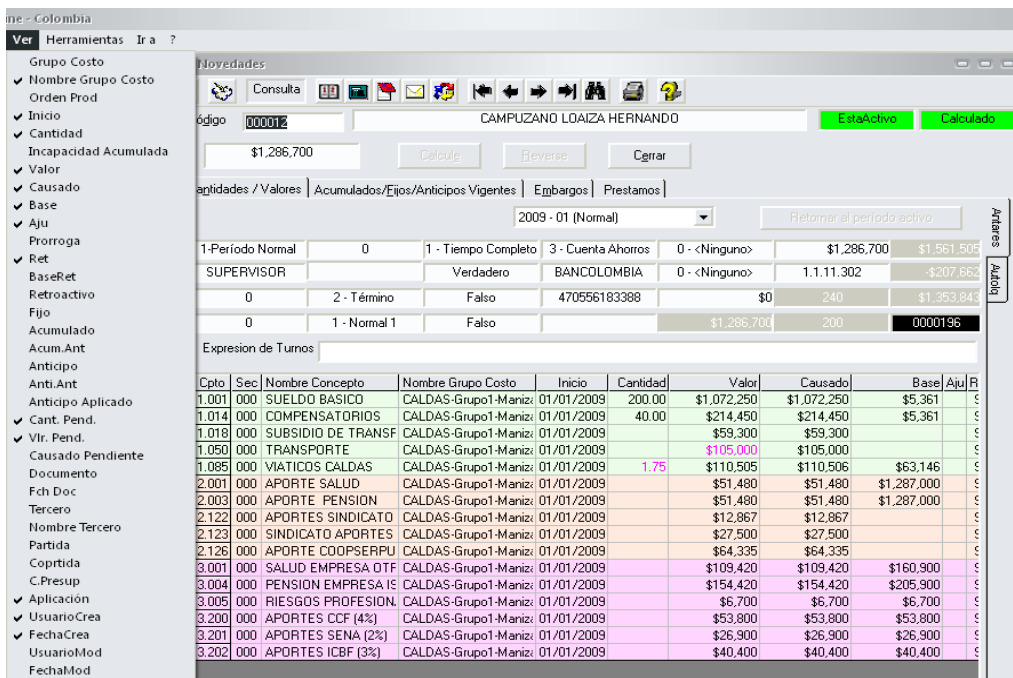 ine - Colombia
Ver Herramientas Ir a ?
Grupo Costo
Nombre Grupo Costo
Orden Prod
Inicio
Cantidad
Incapacidad Acumulada
Valor
Causado
Base
Aju
Prorroga
Ret
BaseRet
Retroactivo
Fijo
Acumulado
Acum.Ant
Anticipo
Anti.Ant
Anticipo Aplicado
Cant. Pend.
Vlr. Pend.
Causado Pendiente
Documento
Fch Doc
Tercero
Nombre Tercero
Partida
Coprtida
C.Presup
Aplicación
UsuarioCrea
FechaCrea
UsuarioMod
FechaMod
Novedades
Consulta
ódigo 000012 CAMPUZANO LOAIZA HERNANDO EstaActivo Calculado
$1,286,700 Calcule Reverse Cerrar
antidades / Valores Acumulados/Fijos/Anticipos Vigentes Embargos Prestamos
2009 - 01 (Normal) Retornar al período activo
Antares
Autoliq
1-Período Normal 0 1 - Tiempo Completo 3 - Cuenta Ahorros 0 - <Ninguno> $1,286,700 $1,561,505
SUPERVISOR Verdadero BANCOLOMBIA 0 - <Ninguno> 1.1.11.302 -$207,662
0 2 - Término Falso 470556183388 $0 240 $1,353,843
0 1 - Normal 1 Falso $1,286,700 200 0000196
Expresion de Turnos
Cpto Sec Nombre Concepto Nombre Grupo Costo Inicio Cantidad Valor Causado Base Aju R
1.001 000 SUELDO BASICO CALDAS-Grupo1-Maniza 01/01/2009 200.00 $1,072,250 $1,072,250 $5,361
1.014 000 COMPENSATORIOS CALDAS-Grupo1-Maniza 01/01/2009 40.00 $214,450 $214,450 $5,361
1.018 000 SUBSIDIO DE TRANSF CALDAS-Grupo1-Maniza 01/01/2009 $59,300 $59,300
1.050 000 TRANSPORTE CALDAS-Grupo1-Maniza 01/01/2009 $105,000 $105,000
1.085 000 VIATICOS CALDAS CALDAS-Grupo1-Maniza 01/01/2009 1.75 $110,505 $110,506 $63,146
2.001 000 APORTE SALUD CALDAS-Grupo1-Maniza 01/01/2009 $51,480 $51,480 $1,287,000
2.003 000 APORTE PENSION CALDAS-Grupo1-Maniza 01/01/2009 $51,480 $51,480 $1,287,000
2.122 000 APORTES SINDICATO CALDAS-Grupo1-Maniza 01/01/2009 $12,867 $12,867
2.123 000 SINDICATO APORTES CALDAS-Grupo1-Maniza 01/01/2009 $27,500 $27,500
2.126 000 APORTE COOPSERPU CALDAS-Grupo1-Maniza 01/01/2009 $64,335 $64,335
3.001 000 SALUD EMPRESA OTF CALDAS-Grupo1-Maniza 01/01/2009 $109,420 $109,420 $160,900
3.004 000 PENSION EMPRESA IS CALDAS-Grupo1-Maniza 01/01/2009 $154,420 $154,420 $205,900
3.005 000 RIESGOS PROFESION. CALDAS-Grupo1-Maniza 01/01/2009 $6,700 $6,700 $6,700
3.200 000 APORTES CCF (4%) CALDAS-Grupo1-Maniza 01/01/2009 $53,800 $53,800 $53,800
3.201 000 APORTES SENA (2%) CALDAS-Grupo1-Maniza 01/01/2009 $26,900 $26,900 $26,900
3.202 000 APORTES ICBF (3%) CALDAS-Grupo1-Maniza 01/01/2009 $40,400 $40,400 $40,400